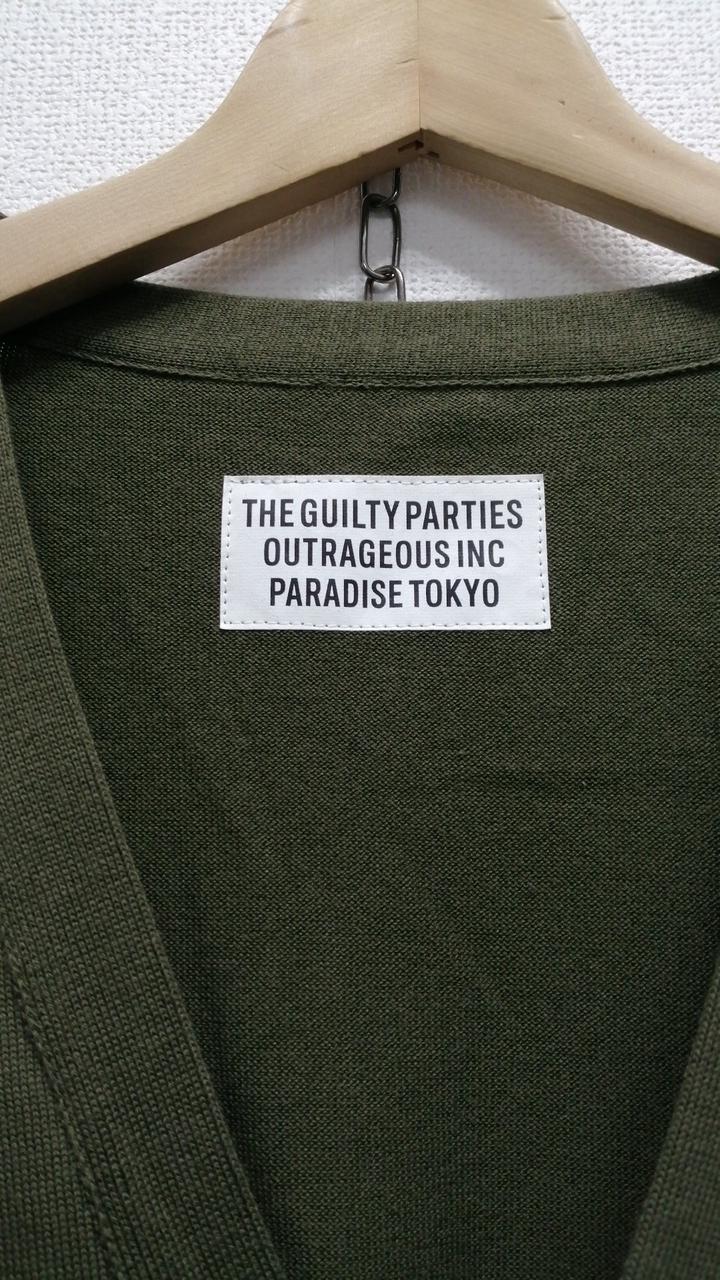 THE GUILTY PARTIES
OUTRAGEOUS INC
PARADISE TOKYO